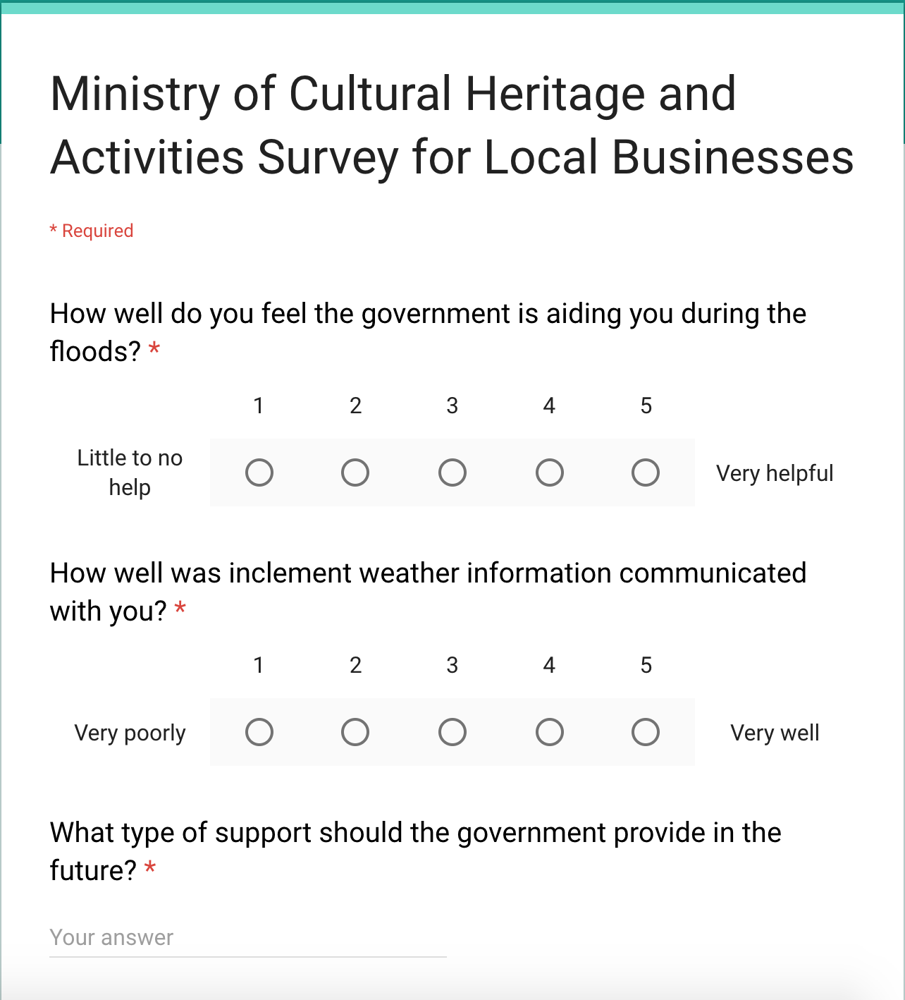 Ministry of Cultural Heritage and
Activities Survey for Local Businesses
* Required
How well do you feel the government is aiding you during the
floods? *
1 2 3 4 5
Little to no
help
Very helpful
How well was inclement weather information communicated
with you? *
1 2 3 4 5
Very poorly
Very well
What type of support should the government provide in the
future? *
Your answer